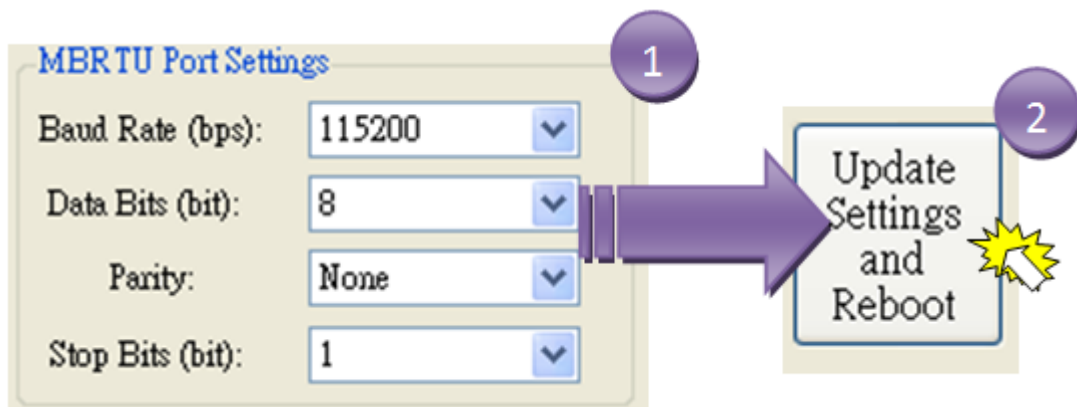 MBRTU Port Settings
1
Baud Rate (bps): 115200
Data Bits (bit): 8
Parity: None
Stop Bits (bit): 1
2
Update
Settings
and
Reboot